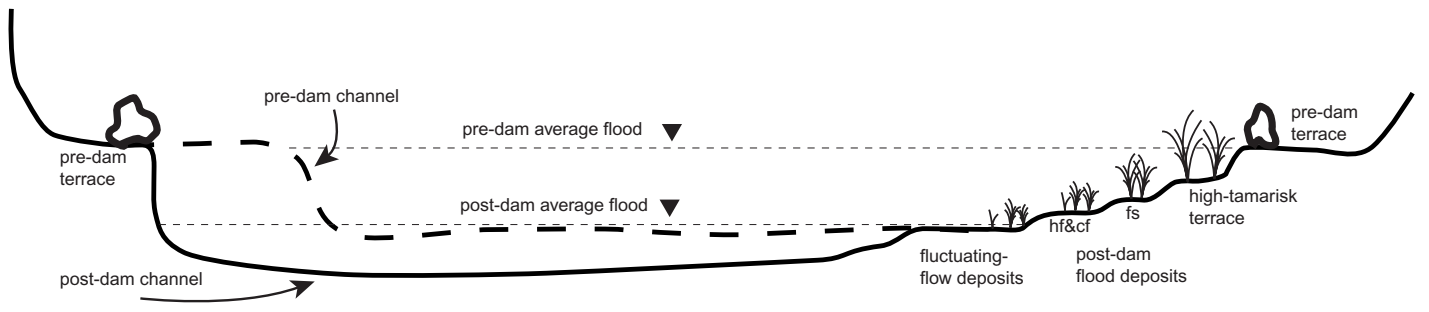 pre-dam channel
pre-dam average flood
pre-dam
terrace
pre-dam
terrace
post-dam average flood
high-tamarisk
terrace
fs
hf&cf
fluctuating-
flow deposits
post-dam
flood deposits
post-dam channel